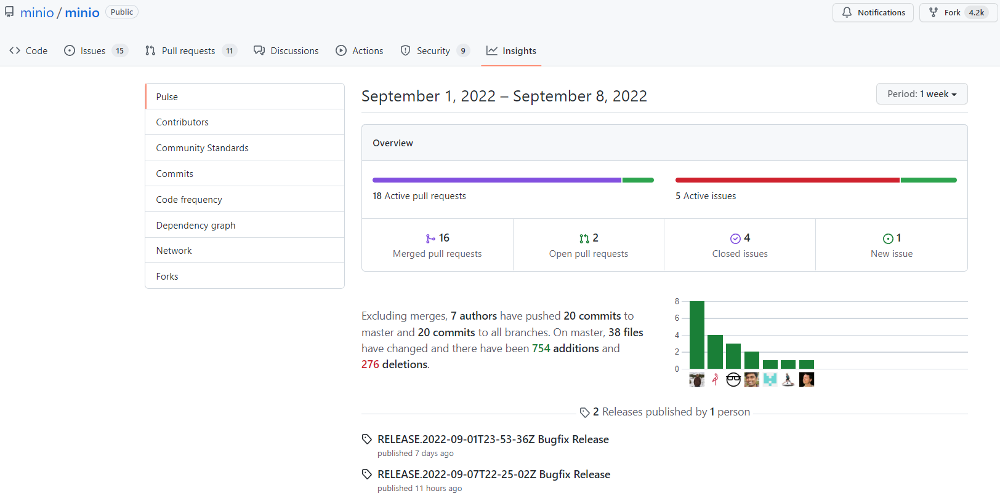 minio / minio Public
Notifications
Fork 4.2k
Code
Issues 15
Pull requests 11
Discussions
Actions
Security 9
Insights
Pulse
Contributors
Community Standards
Commits
Code frequency
Dependency graph
Network
Forks
September 1, 2022 – September 8, 2022
Period: 1 week
Overview
18 Active pull requests
5 Active issues
16
Merged pull requests
2
Open pull requests
4
Closed issues
1
New issue
Excluding merges, 7 authors have pushed 20 commits to
master and 20 commits to all branches. On master, 38 files
have changed and there have been 754 additions and
276 deletions.
8
6
4
2
0
2 Releases published by 1 person
RELEASE.2022-09-01T23-53-36Z Bugfix Release
published 7 days ago
RELEASE.2022-09-07T22-25-02Z Bugfix Release
published 11 hours ago